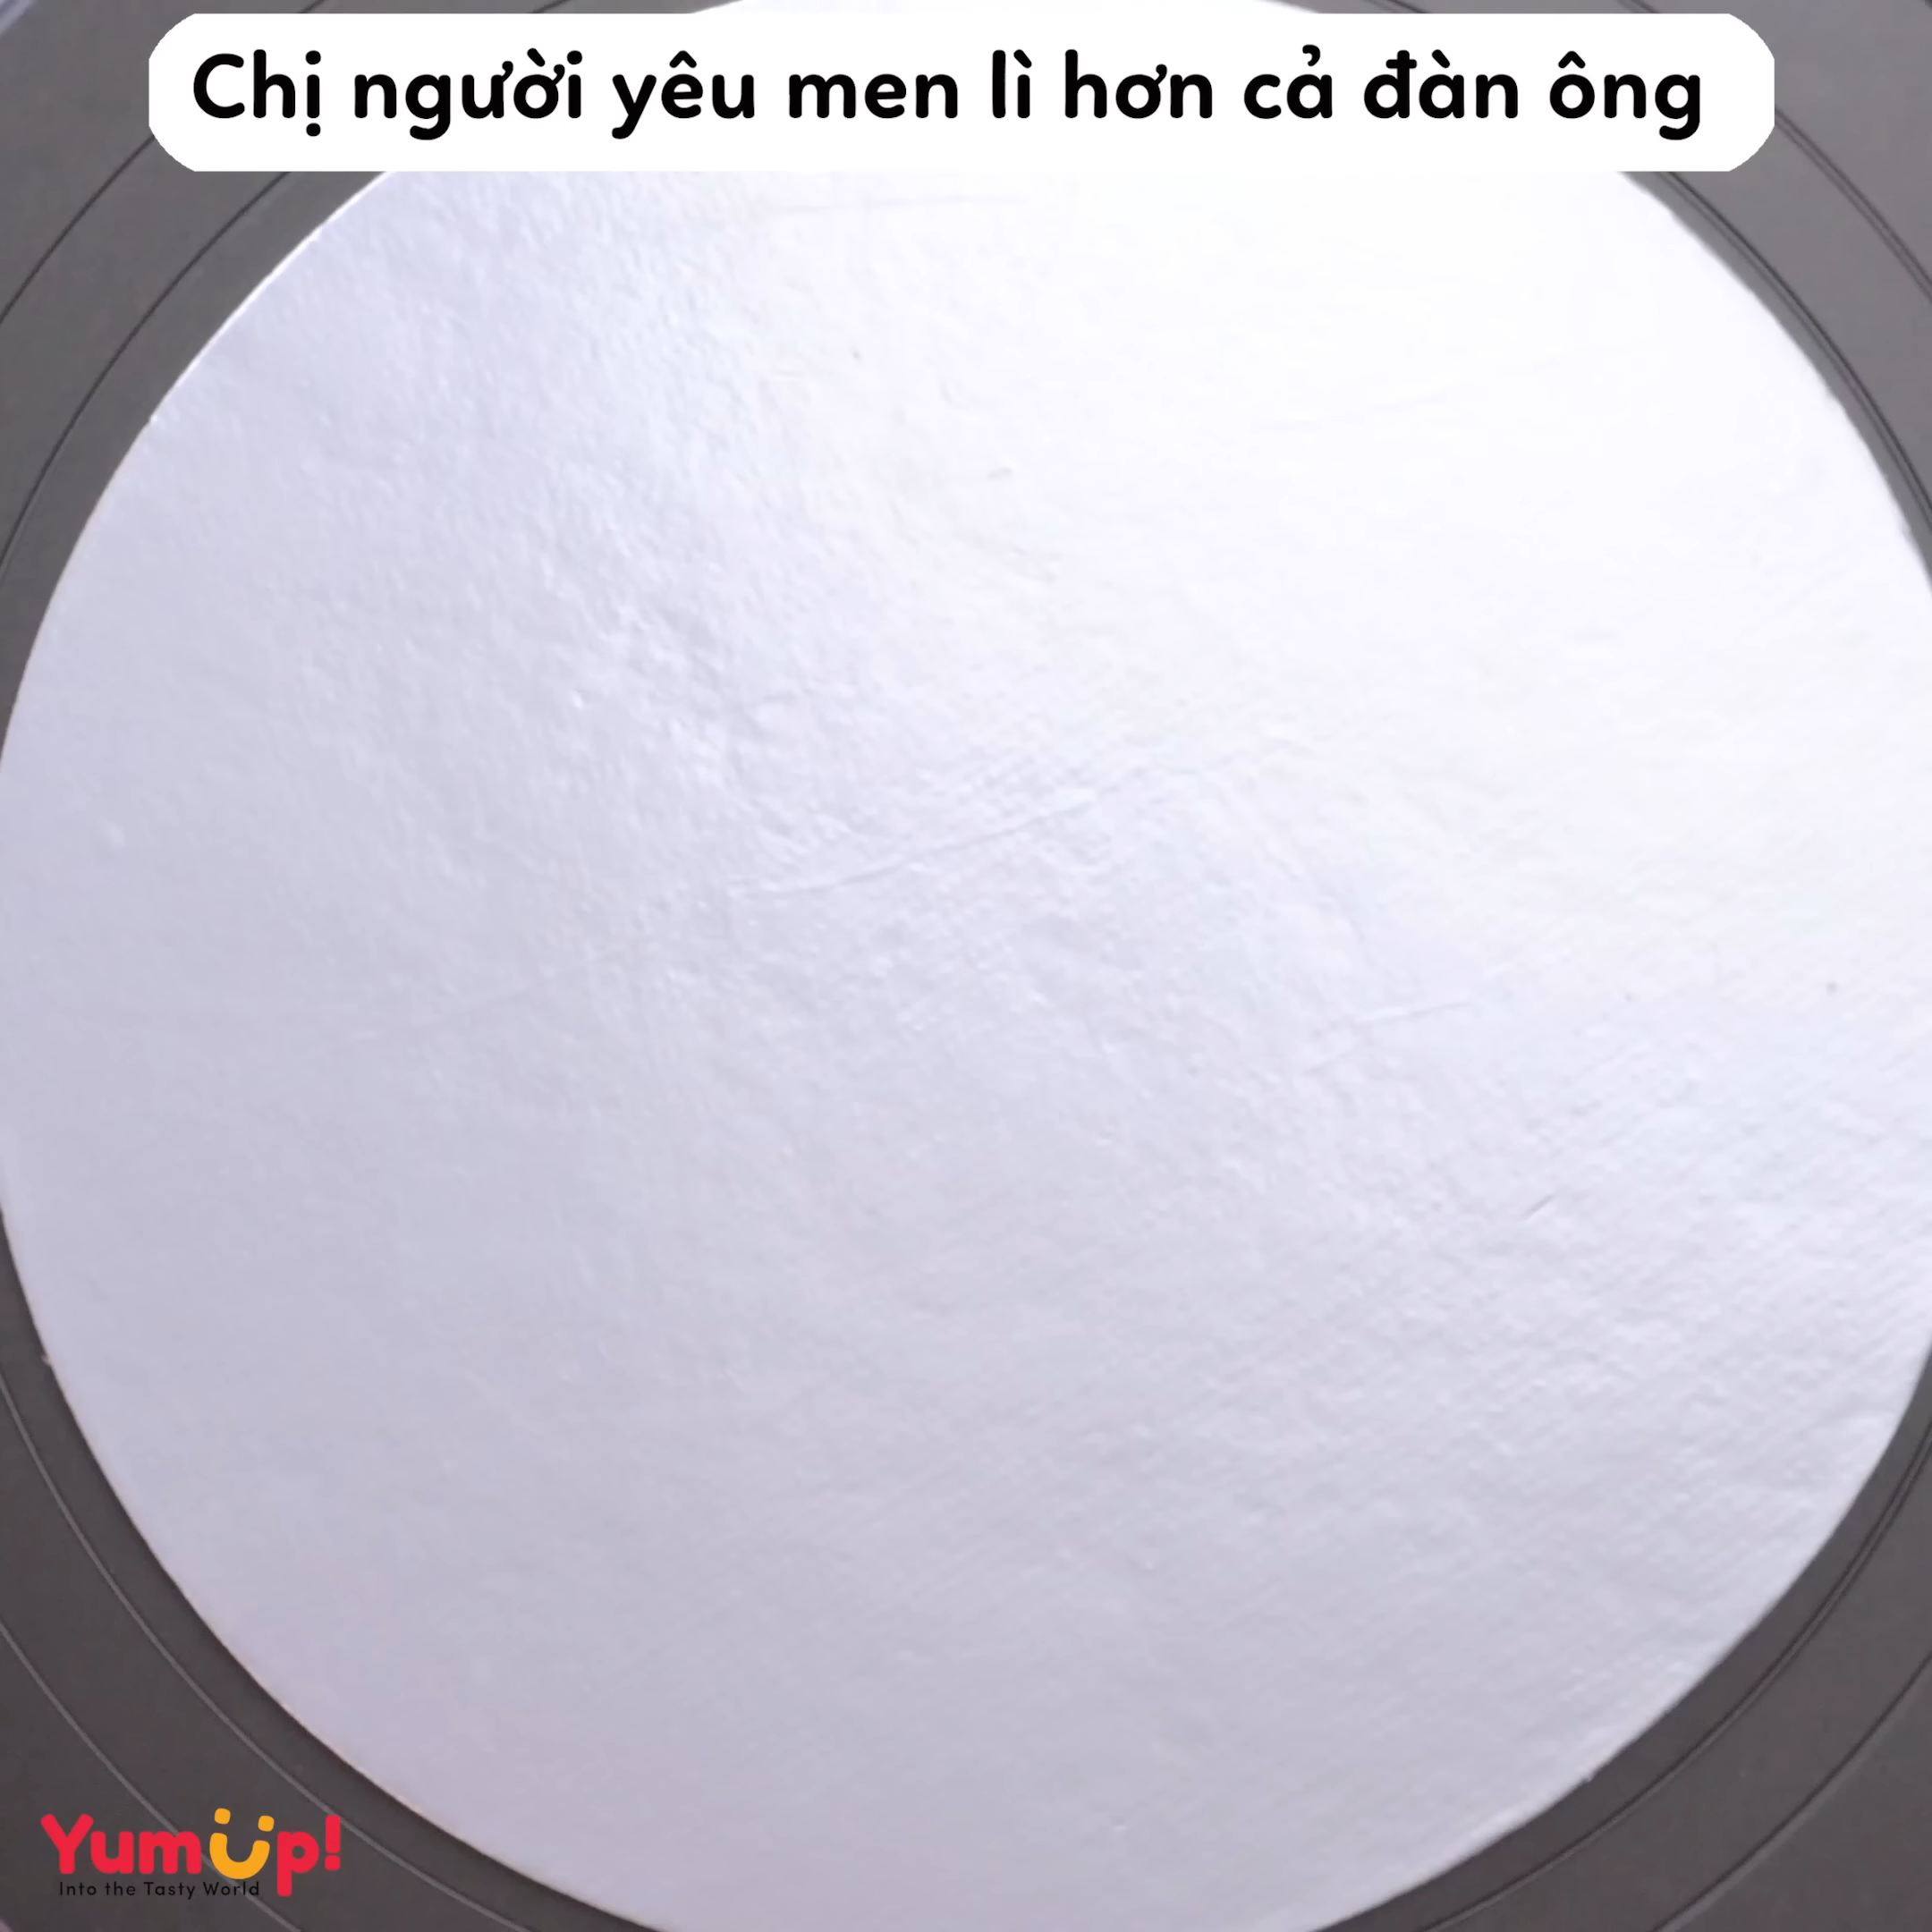 Chị người yêu men lì hơn cả đàn ông
YumUp!
Into the Tasty World